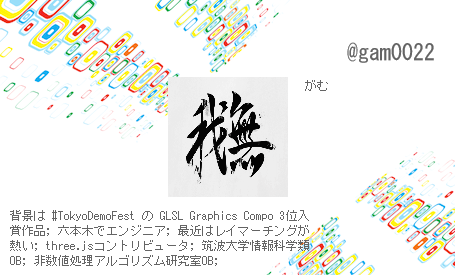 @gam0022
がむ
我無
背景は #TokyoDemoFest の GLSL Graphics Compo 3位入
賞作品; 六本木でエンジニア; 最近はレイマーチングが
熱い; three.jsコントリビュータ; 筑波大学情報科学類
OB; 非数値処理アルゴリズム研究室OB;